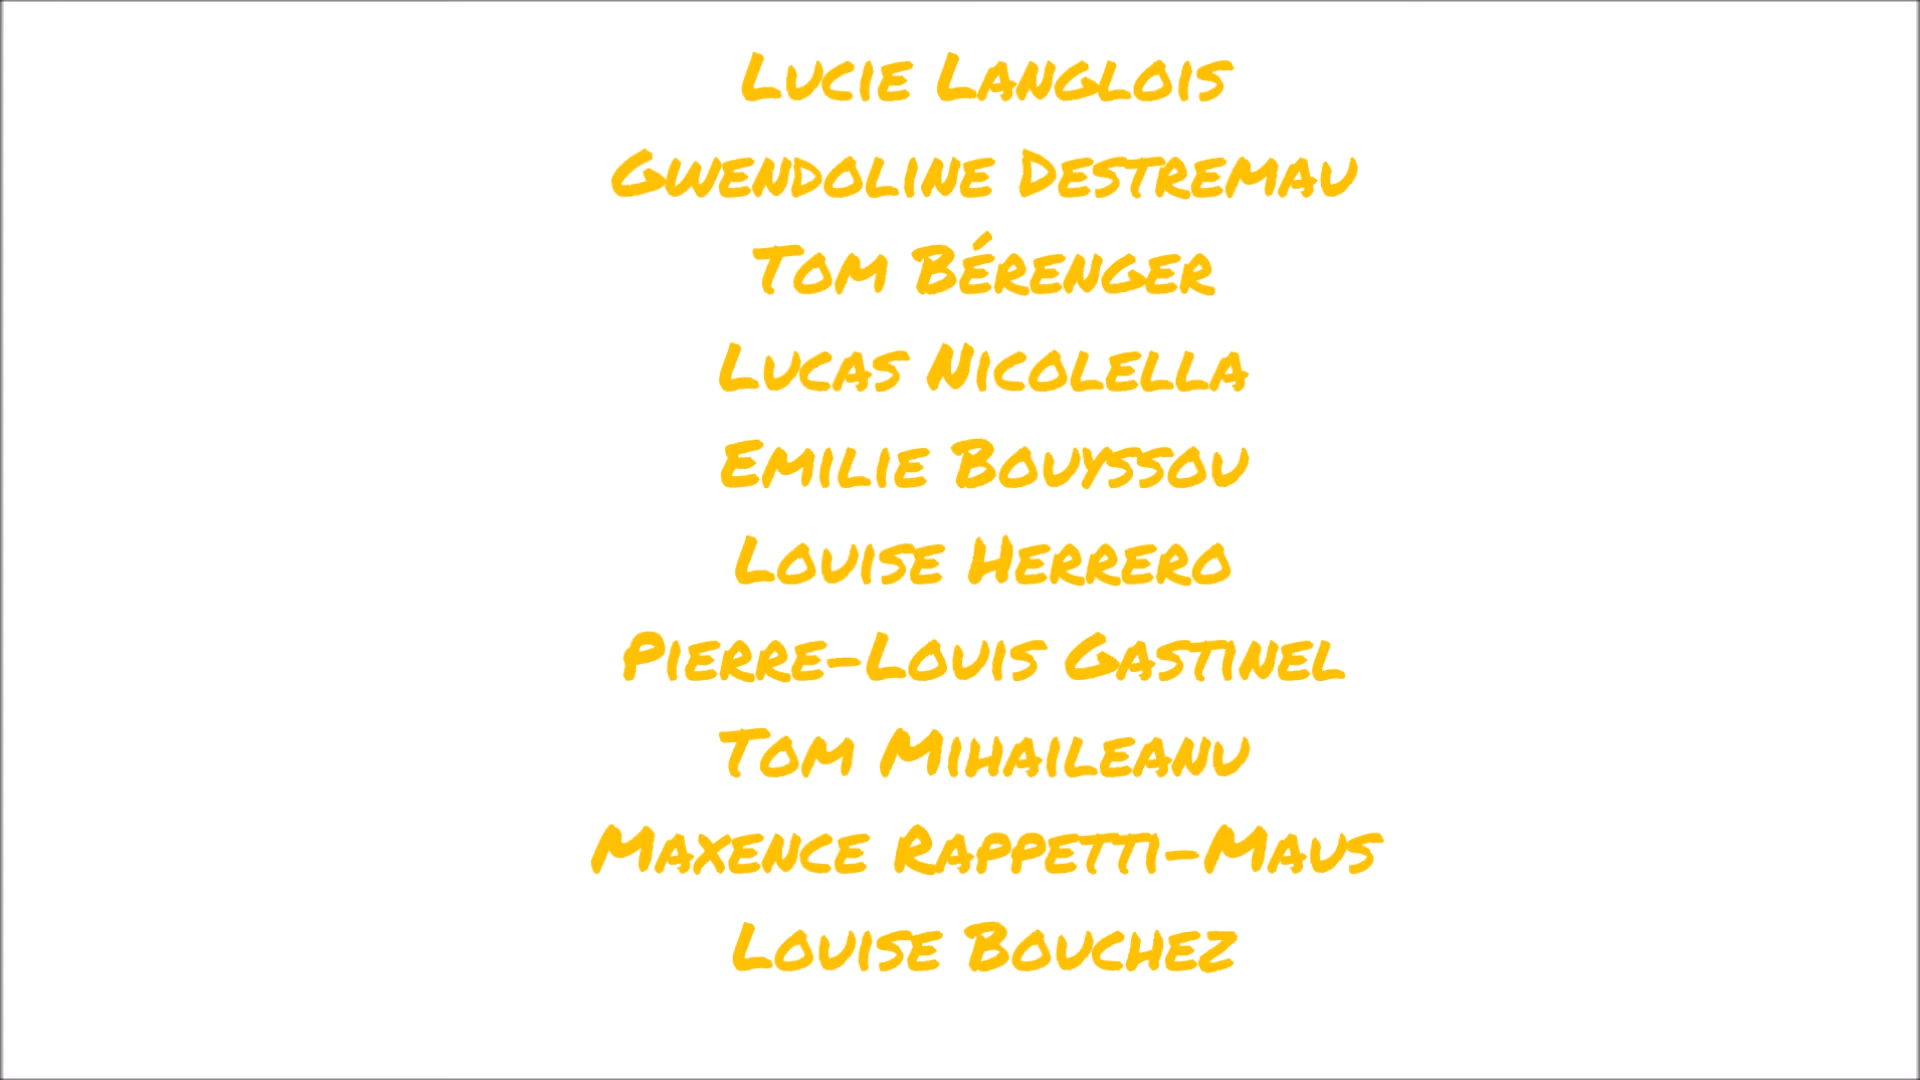 Lucie Langlois
Gwendoline Destremau
Tom Bérenger
Lucas Nicolella
Emilie Bouyssou
Louise Herrero
Pierre-Louis Gastinel
Tom Mihaileanu
Maxence Rappetti-Maus
Louise Bouchez